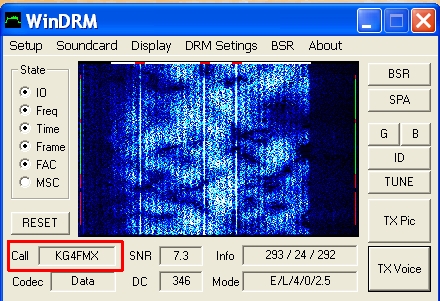 WinDRM
Setup Soundcard Display DRM Settings BSR About
State
IO
Freq
Time
Frame
FAC
MSC
RESET
BSR
SPA
G B
ID
TUNE
TX Pic
TX Voice
Call KG4FMX SNR 7.3 Info 293 / 24 / 292
Codec Data DC 346 Mode E/L/4/0/2.5